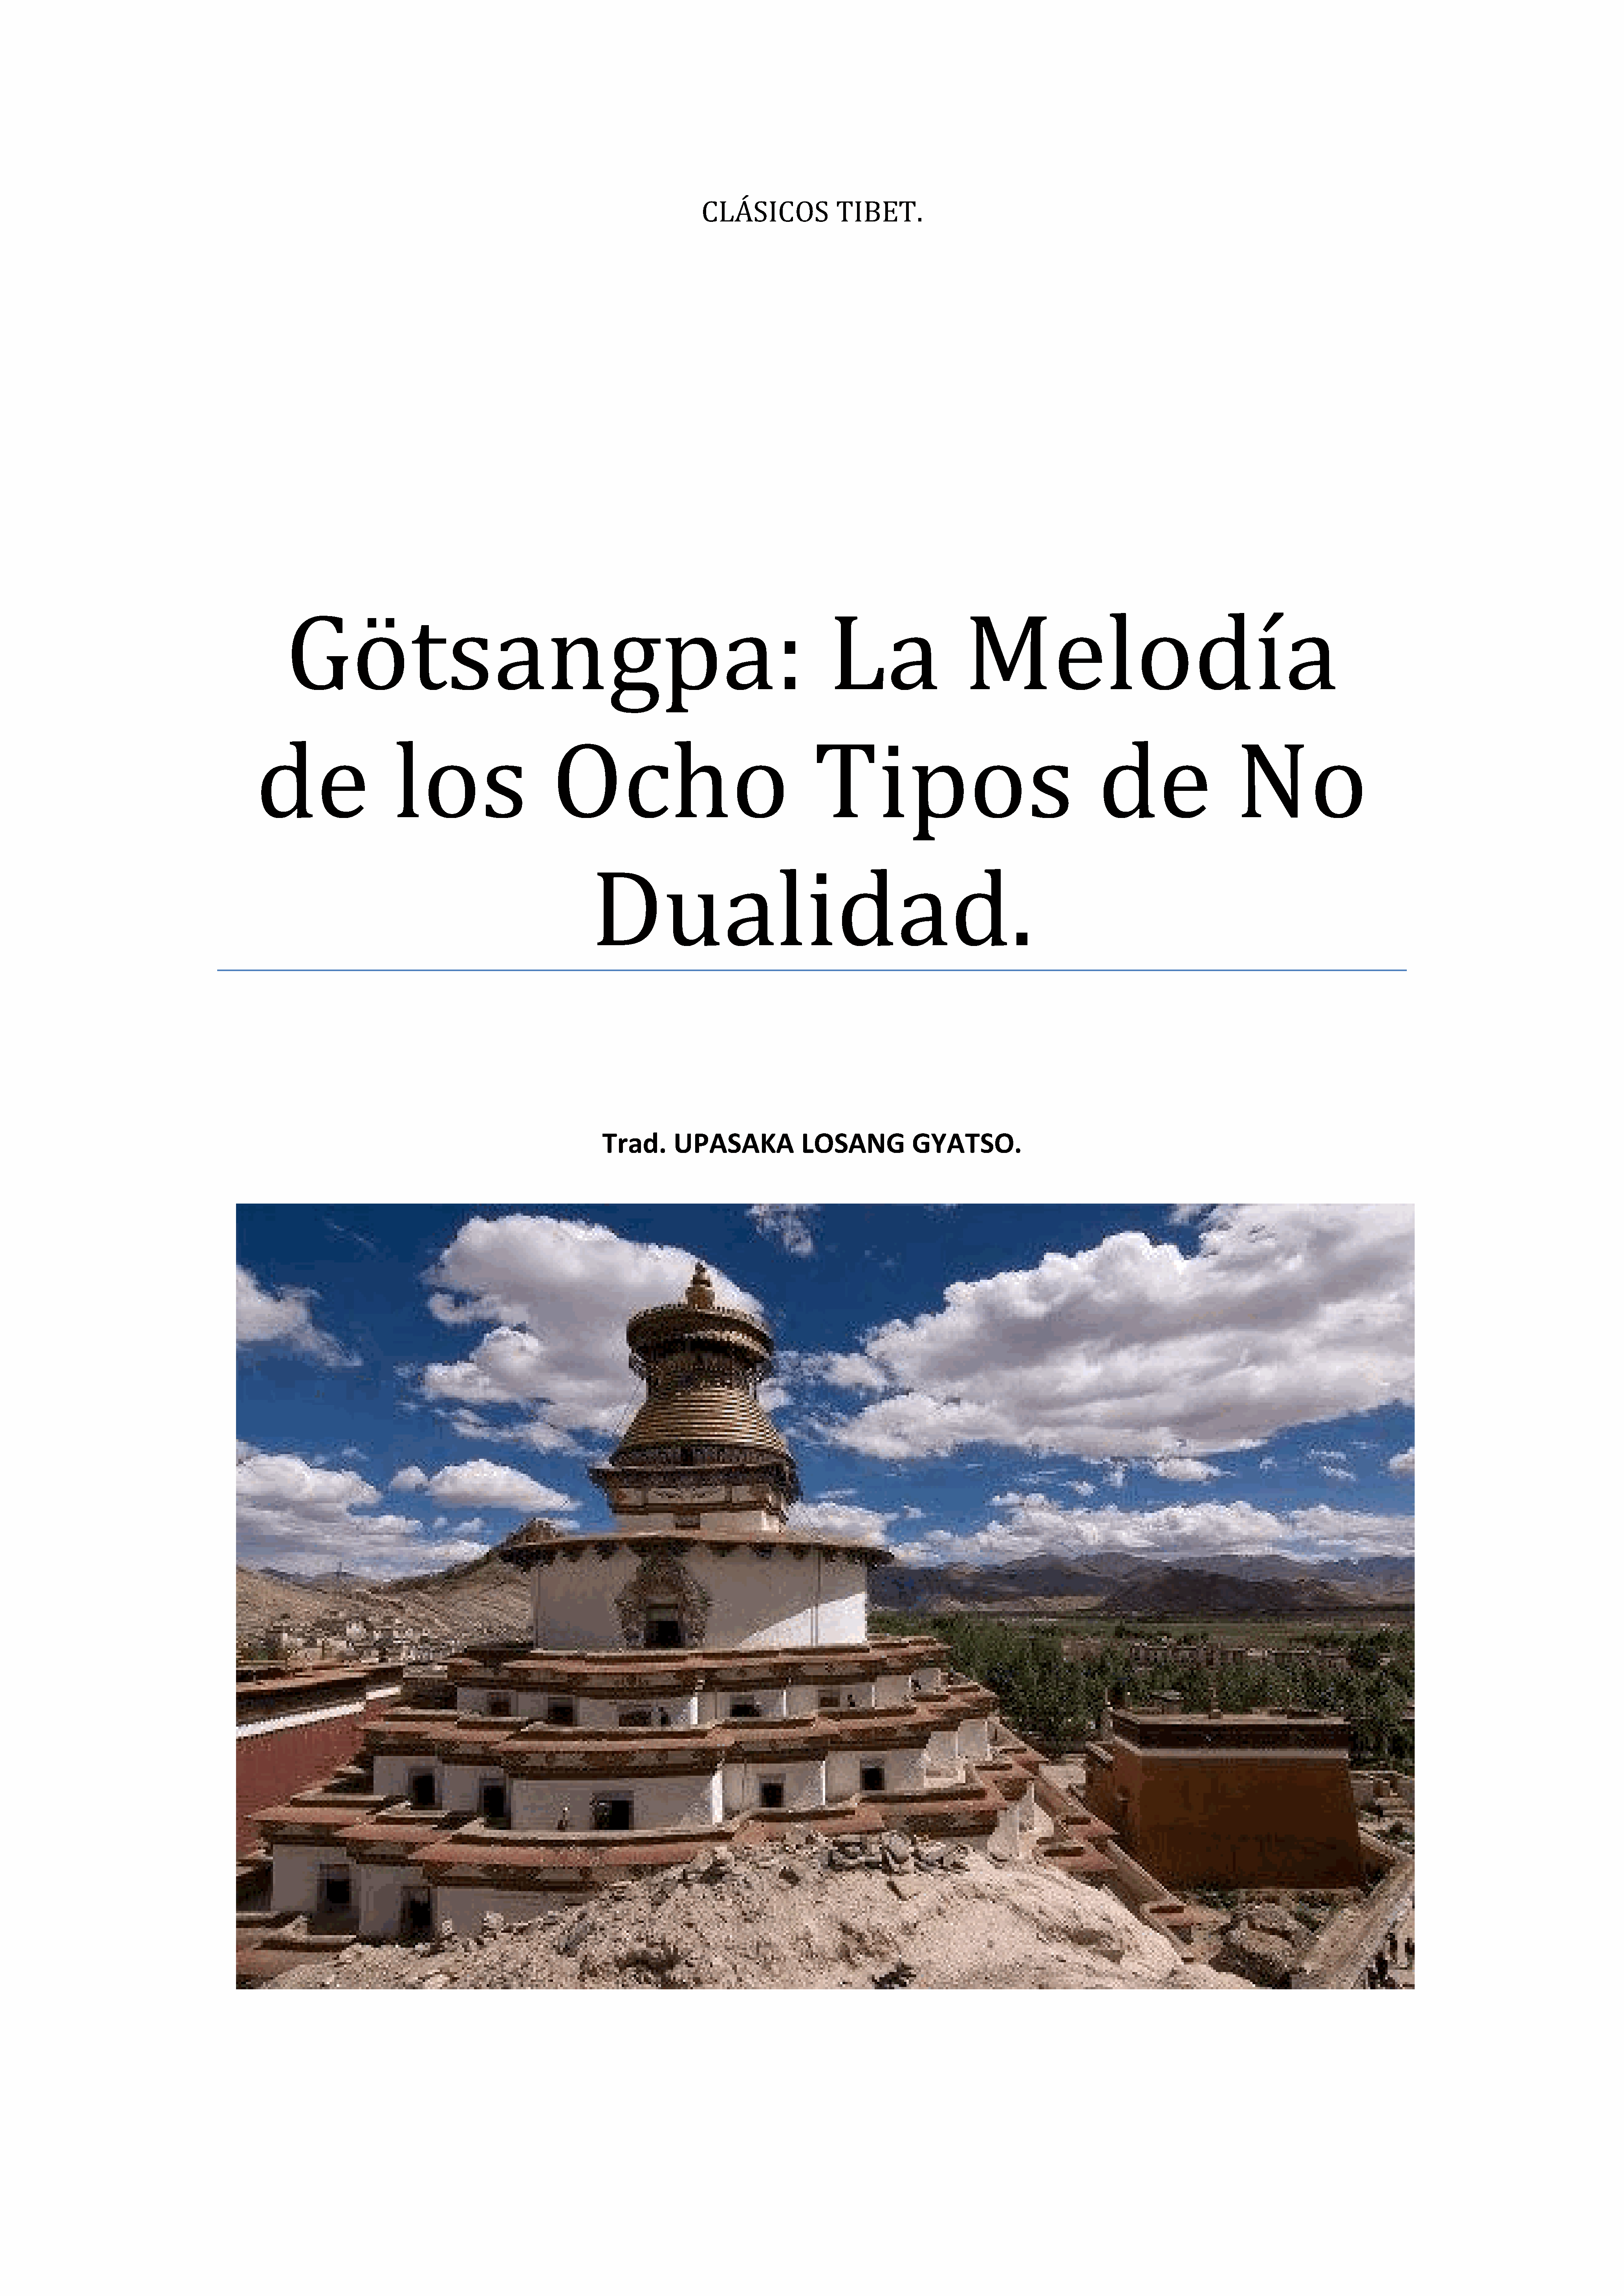 CLÁSICOS TIBET.
Götsangpa: La Melodía
de los Ocho Tipos de No
Dualidad.
Trad. UPASAKA LOSANG GYATSO.